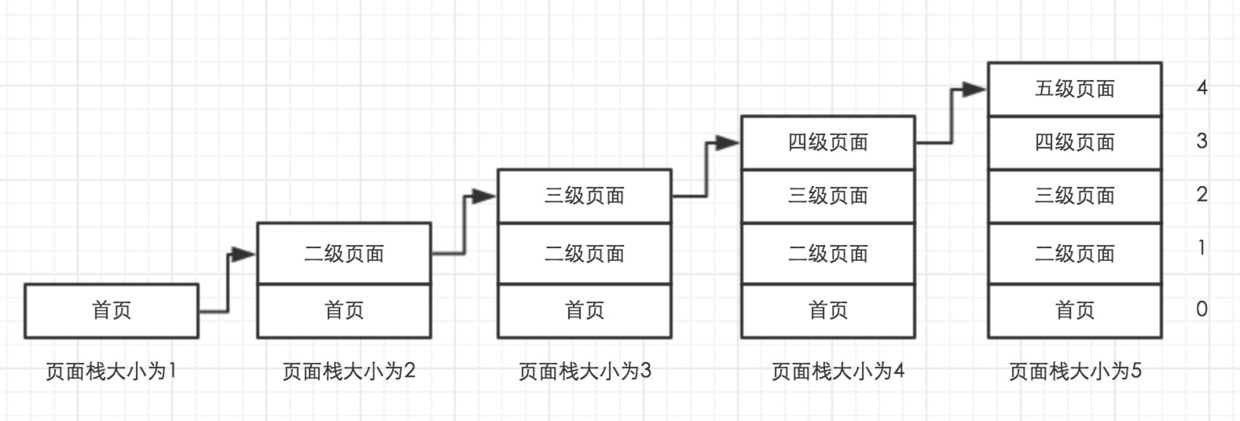 五级页面
4
四级页面
四级页面
3
三级页面
三级页面
三级页面
2
二级页面
二级页面
二级页面
二级页面
1
首页
首页
首页
首页
首页
0
页面栈大小为1
页面栈大小为2
页面栈大小为3
页面栈大小为4
页面栈大小为5